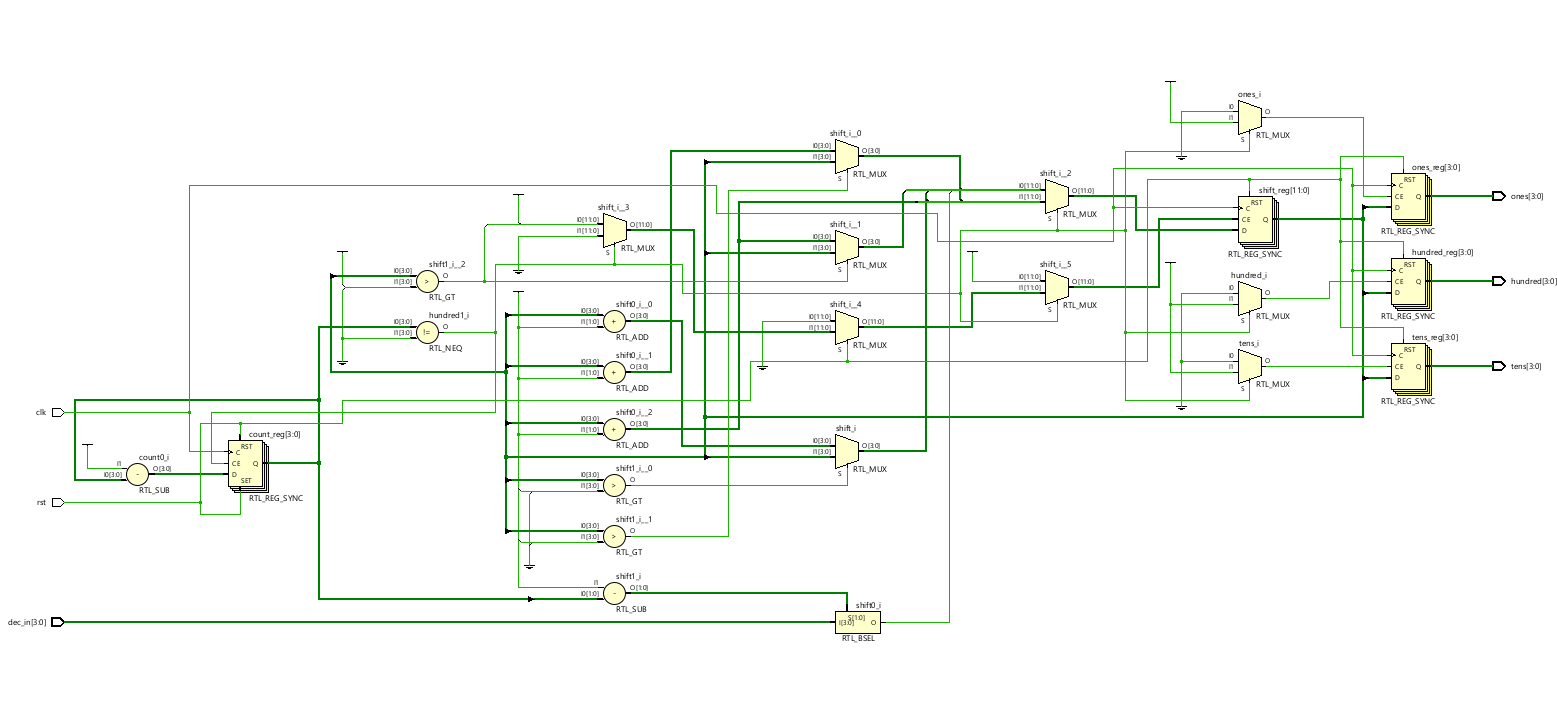 ones_i
I0
I1
O
S
RTL_MUX
shift_i__0
I0[3:0]
I1[3:0]
O[3:0]
S
RTL_MUX
ones_reg[3:0]
RST
C
CE
D
Q
RTL_REG_SYNC
ones[3:0]
shift_i__2
I0[11:0]
I1[11:0]
O[11:0]
S
RTL_MUX
shift_reg[11:0]
RST
C
CE
D
Q
RTL_REG_SYNC
shift_i__3
I0[11:0]
I1[11:0]
O[11:0]
S
RTL_MUX
shift_i__1
I0[3:0]
I1[3:0]
O[3:0]
S
RTL_MUX
hundred_reg[3:0]
RST
C
CE
D
Q
RTL_REG_SYNC
hundred[3:0]
shift1_i__2
I0[3:0]
I1[3:0]
O
>
RTL_GT
shift_i__5
I0[11:0]
I1[11:0]
O[11:0]
S
RTL_MUX
hundred_i
I0
I1
O
S
RTL_MUX
hundred1_i
I0[3:0]
I1[3:0]
O
!=
RTL_NEQ
shift0_i__0
I0[3:0]
I1[1:0]
O[3:0]
+
RTL_ADD
shift_i__4
I0[11:0]
I1[11:0]
O[11:0]
S
RTL_MUX
tens_i
I0
I1
O
S
RTL_MUX
tens_reg[3:0]
RST
C
CE
D
Q
RTL_REG_SYNC
tens[3:0]
shift0_i__1
I0[3:0]
I1[1:0]
O[3:0]
+
RTL_ADD
clk
shift0_i__2
I0[3:0]
I1[1:0]
O[3:0]
+
RTL_ADD
shift_i
I0[3:0]
I1[3:0]
O[3:0]
S
RTL_MUX
count_reg[3:0]
RST
C
CE
D
Q
SET
RTL_REG_SYNC
count0_i
I1
I0[3:0]
O[3:0]
-
RTL_SUB
shift1_i__0
I0[3:0]
I1[3:0]
O
>
RTL_GT
rst
shift1_i__1
I0[3:0]
I1[3:0]
O
>
RTL_GT
shift1_i
I1
I0[1:0]
O[1:0]
-
RTL_SUB
dec_in[3:0]
shift0_i
S[1:0]
I[3:0]
O
RTL_BSEL